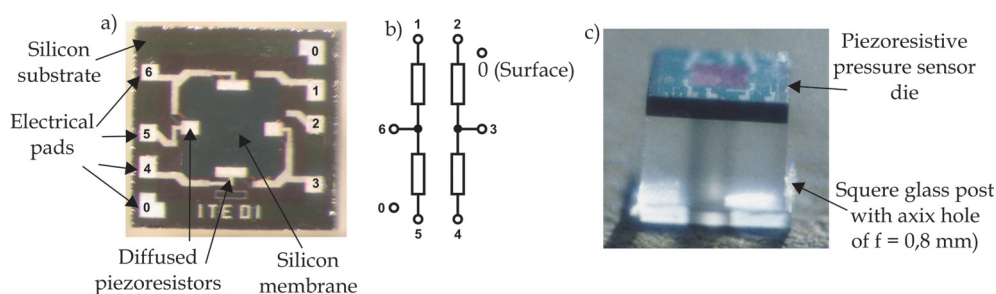 a)
Silicon
substrate
Electrical
pads
0
6
1
2
5
4
3
0
ITEDI
Diffused
piezoresistors
Silicon
membrane
b)
1
2
0 (Surface)
6
3
0
5
4
c)
Piezoresistive
pressure sensor
die
Squere glass post
with axix hole
of f = 0,8 mm)